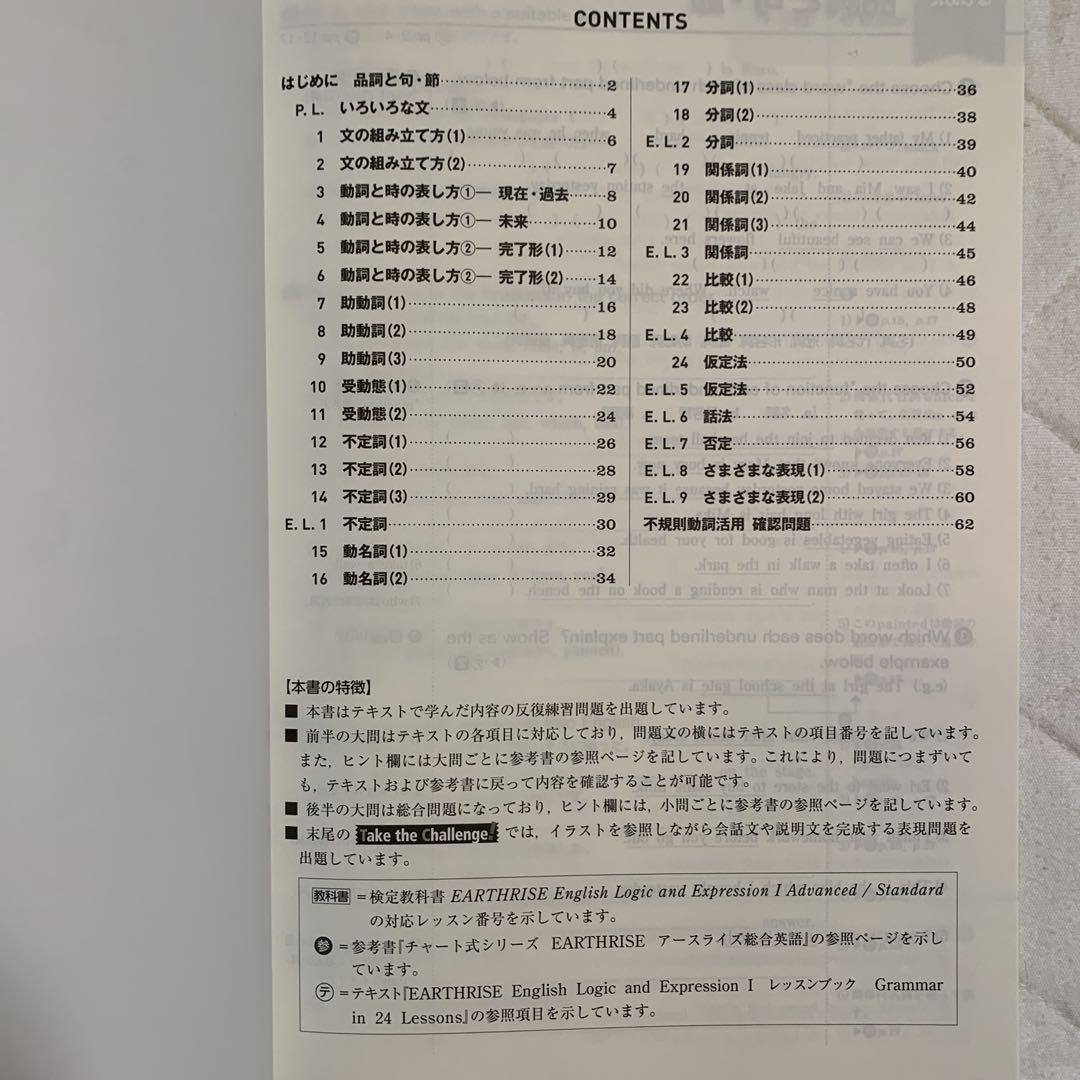 CONTENTS
はじめに 品詞と句・節 2
P. L. いろいろな文 4
1 文の組み立て方(1) 6
2 文の組み立て方(2) 7
3 動詞と時の表し方①― 現在・過去 8
4 動詞と時の表し方①― 未来 10
5 動詞と時の表し方②― 完了形(1) 12
6 動詞と時の表し方②― 完了形(2) 14
7 助動詞(1) 16
8 助動詞(2) 18
9 助動詞(3) 20
10 受動態(1) 22
11 受動態(2) 24
12 不定詞(1) 26
13 不定詞(2) 28
14 不定詞(3) 29
E. L. 1 不定詞 30
15 動名詞(1) 32
16 動名詞(2) 34
17 分詞(1) 36
18 分詞(2) 38
E. L. 2 分詞 39
19 関係詞(1) 40
20 関係詞(2) 42
21 関係詞(3) 44
E. L. 3 関係詞 45
22 比較(1) 46
23 比較(2) 48
E. L. 4 比較 49
24 仮定法 50
E. L. 5 仮定法 52
E. L. 6 話法 54
E. L. 7 否定 56
E. L. 8 さまざまな表現(1) 58
E. L. 9 さまざまな表現(2) 60
不規則動詞活用 確認問題 62
【本書の特徴】
■ 本書はテキストで学んだ内容の反復練習問題を出題しています。
■ 前半の大問はテキストの各項目に対応しており，問題文の横にはテキストの項目番号を記しています。
また，ヒント欄には大問ごとに参考書の参照ページを記しています。これにより，問題につまずいて
も，テキストおよび参考書に戻って内容を確認することが可能です。
■ 後半の大問は総合問題になっており，ヒント欄には，小問ごとに参考書の参照ページを記しています。
■ 末尾の Take the Challenge! では，イラストを参照しながら会話文や説明文を完成する表現問題を
出題しています。
教科書 ＝検定教科書 EARTHRISE English Logic and Expression I Advanced / Standard
の対応レッスン番号を示しています。
参 ＝参考書『チャート式シリーズ EARTHRISE アースライズ総合英語』の参照ページを示し
ています。
テ ＝テキスト『EARTHRISE English Logic and Expression I レッスンブック Grammar
in 24 Lessons』の参照項目を示しています。